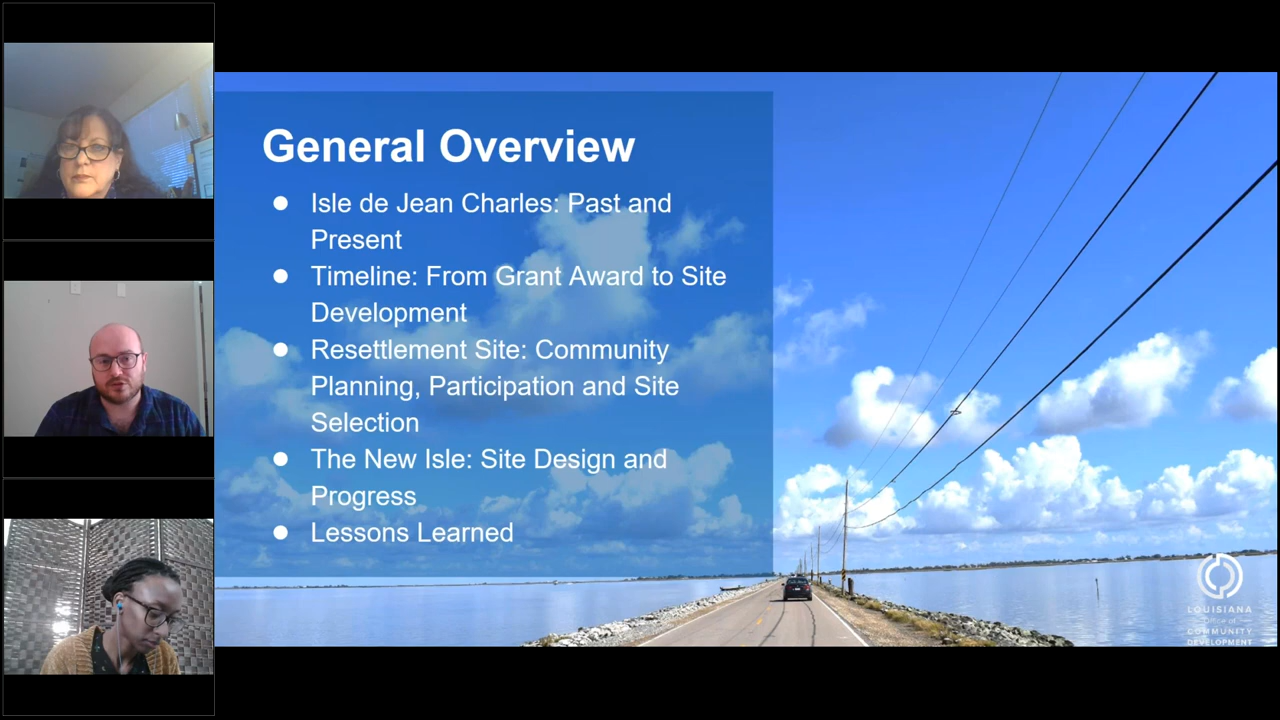 General Overview
● Isle de Jean Charles: Past and
Present
● Timeline: From Grant Award to Site
Development
● Resettlement Site: Community
Planning, Participation and Site
Selection
● The New Isle: Site Design and
Progress
● Lessons Learned
LOUISIANA
Office of
COMMUNITY
DEVELOPMENT